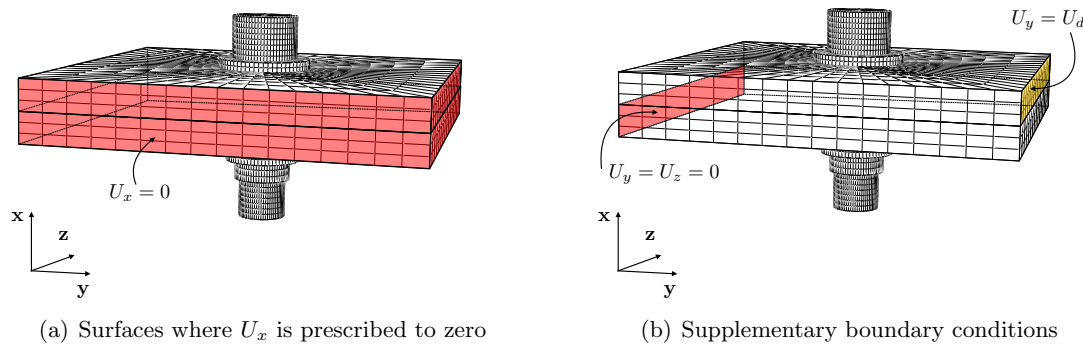 U_y = U_d
U_x = 0
U_y = U_z = 0
x
z
y
x
z
y
(a) Surfaces where U_x is prescribed to zero
(b) Supplementary boundary conditions